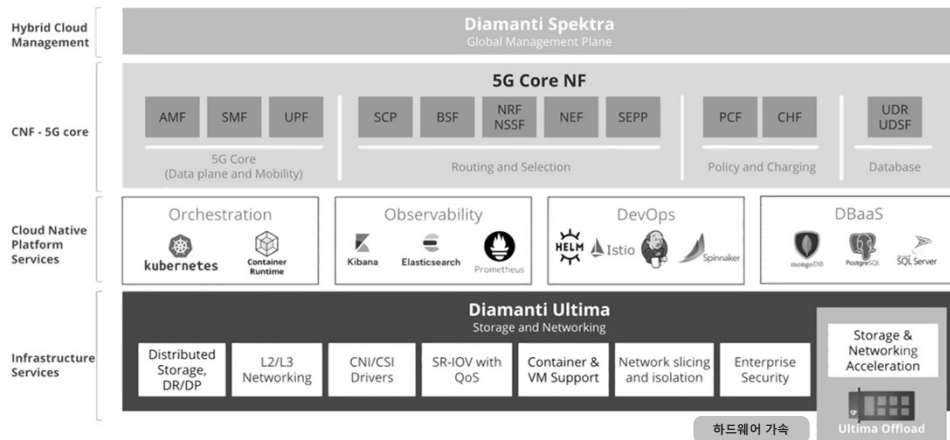 Hybrid Cloud
Management
Diamanti Spektra
Global Management Plane
CNF - 5G core
5G Core NF
AMF
SMF
UPF
SCP
BSF
NRF
NSSF
NEF
SEPP
PCF
CHF
UDR
UDSF
5G Core
(Data plane and Mobility)
Routing and Selection
Policy and Charging
Database
Cloud Native
Platform
Services
Orchestration
kubernetes
Container
Runtime
Observability
Kibana
Elasticsearch
Prometheus
DevOps
HELM
Istio
Spinnaker
DBaaS
mongoDB
PostgreSQL
SQL Server
Infrastructure
Services
Diamanti Ultima
Storage and Networking
Distributed
Storage,
DR/DP
L2/L3
Networking
CNI/CSI
Drivers
SR-IOV with
QoS
Container &
VM Support
Network slicing
and isolation
Enterprise
Security
Storage &
Networking
Acceleration
Ultima Offload
하드웨어 가속